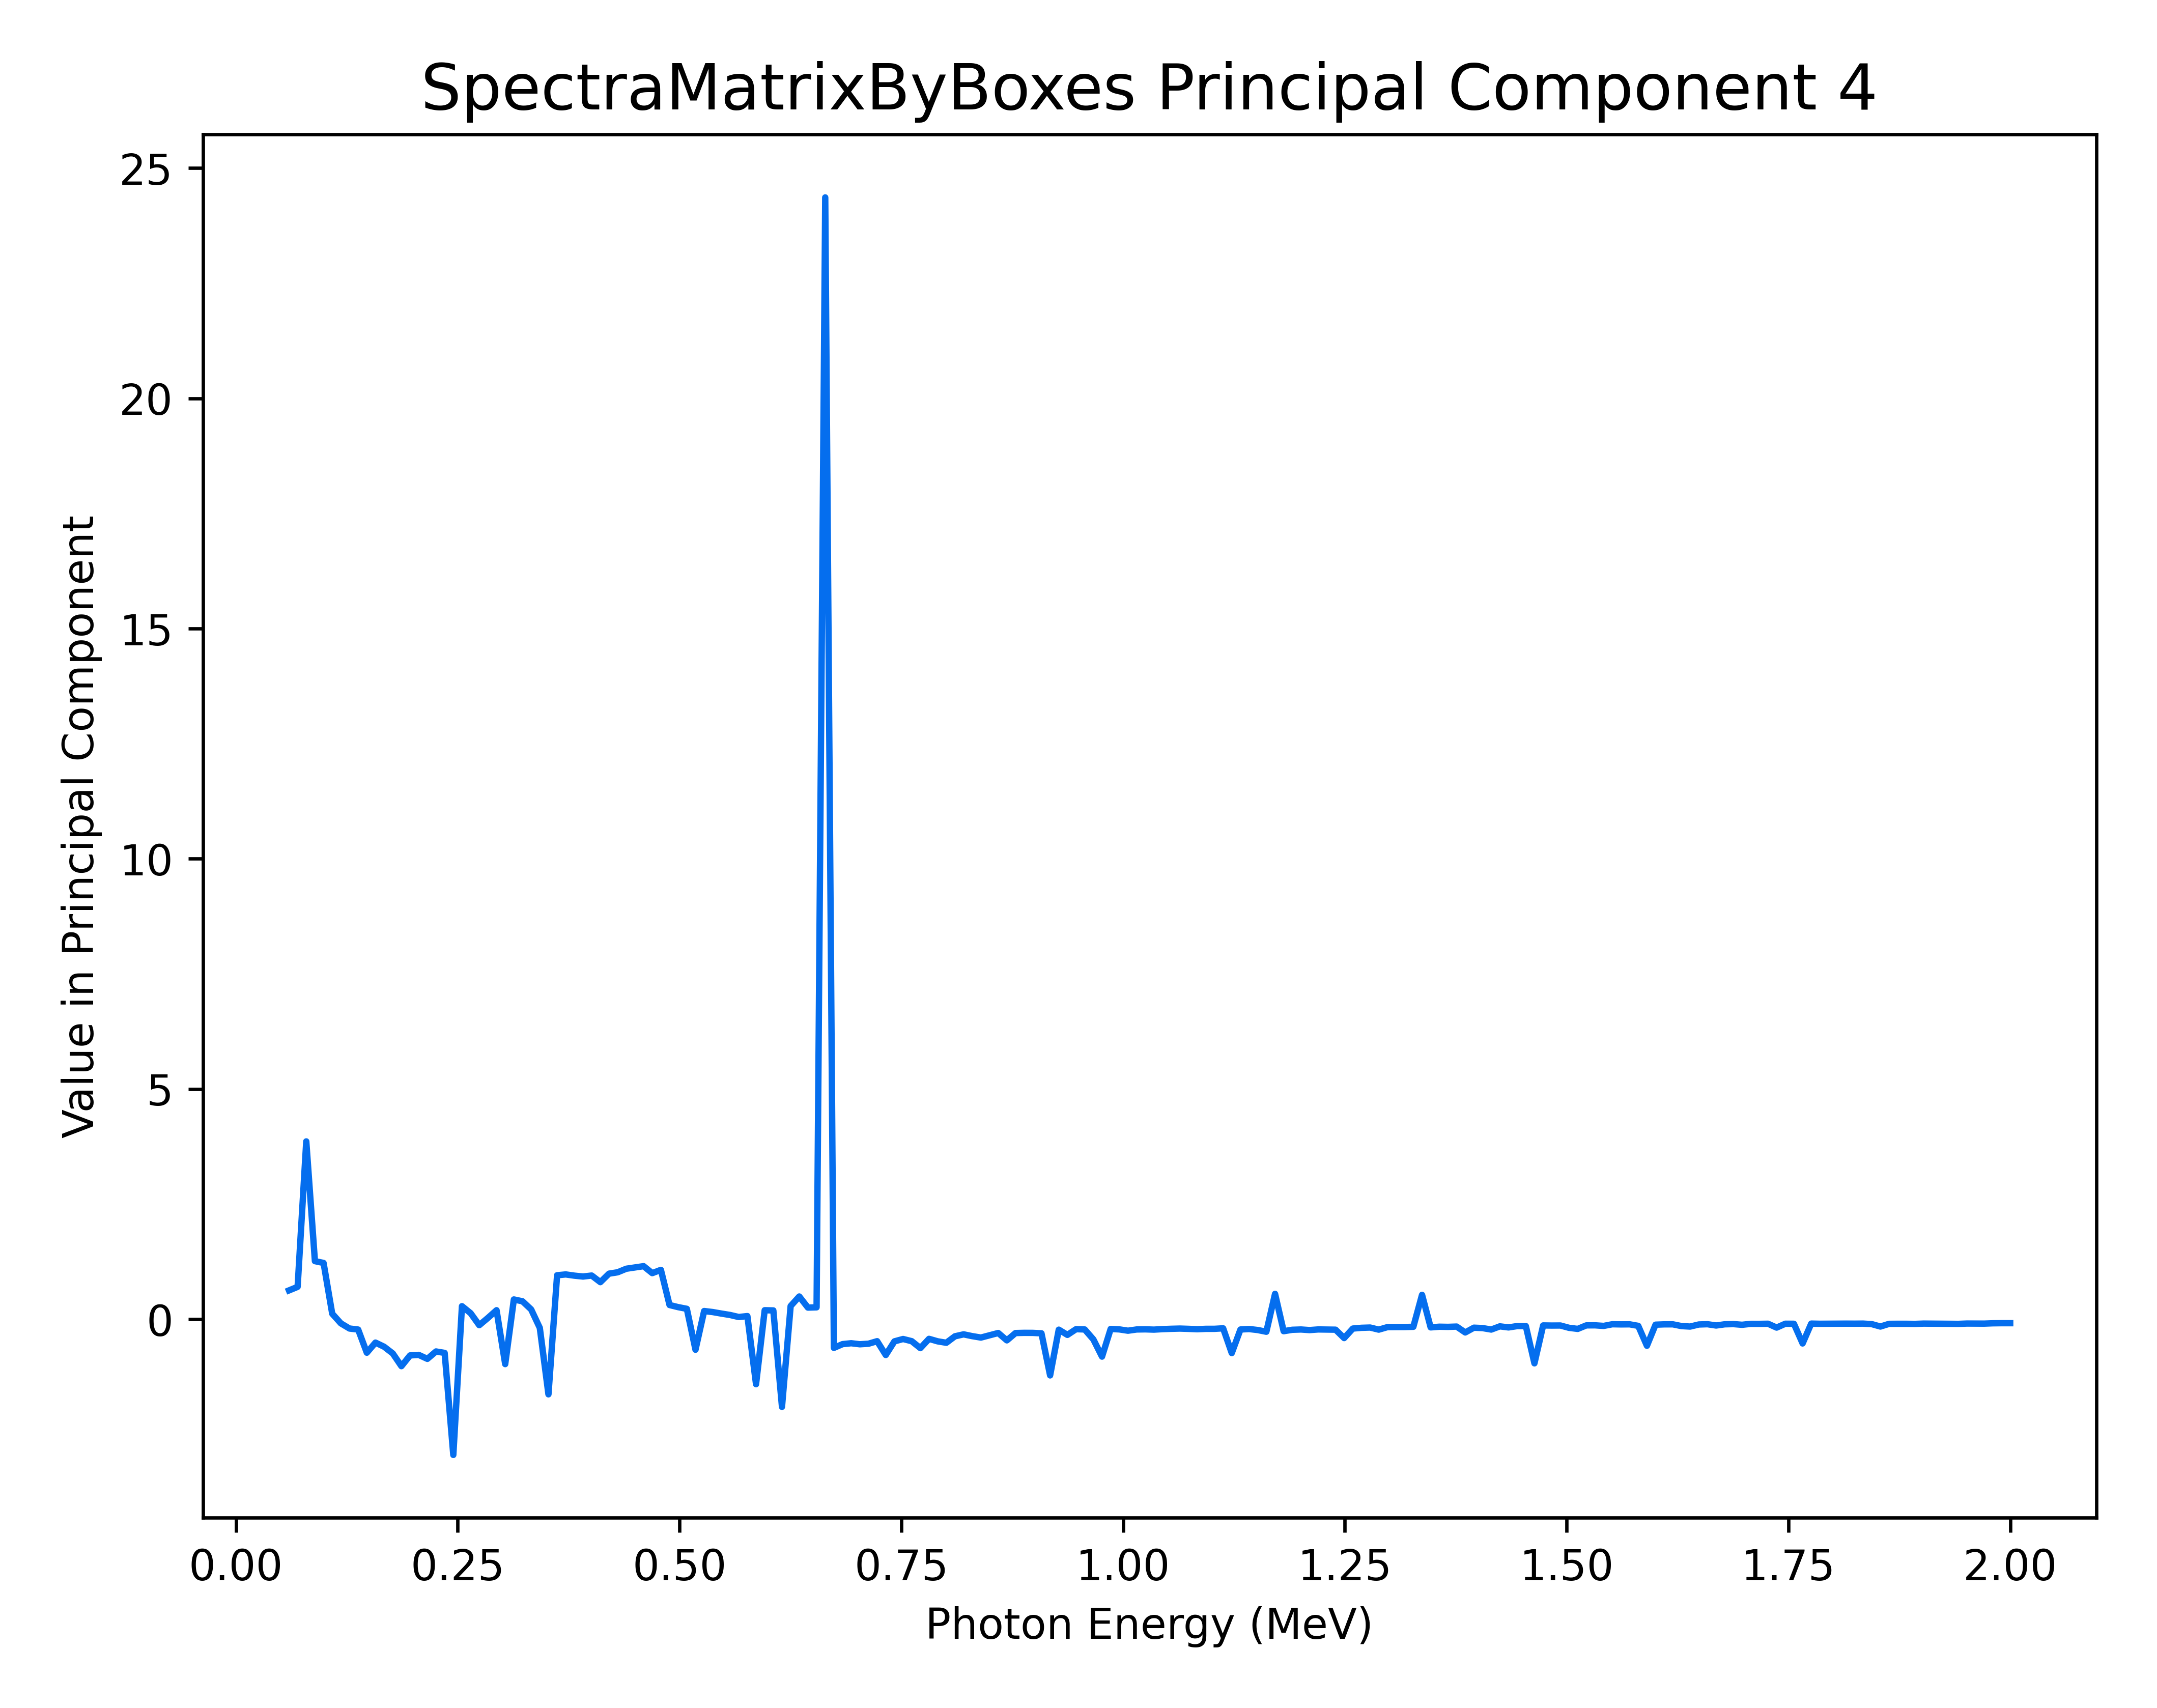 SpectraMatrixByBoxes Principal Component 4
25
20
15
10
5
0
Value in Principal Component
0.00 0.25 0.50 0.75 1.00 1.25 1.50 1.75 2.00
Photon Energy (MeV)